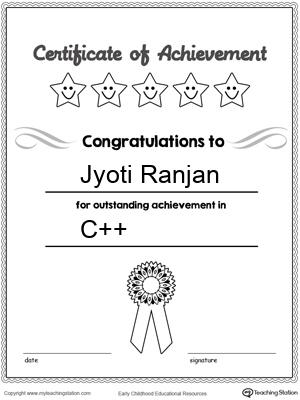 Certificate of Achievement
Congratulations to
Jyoti Ranjan
for outstanding achievement in
C++
date signature
Copyright www.myteachingstation.com Early Childhood Educational Resources my Teaching Station